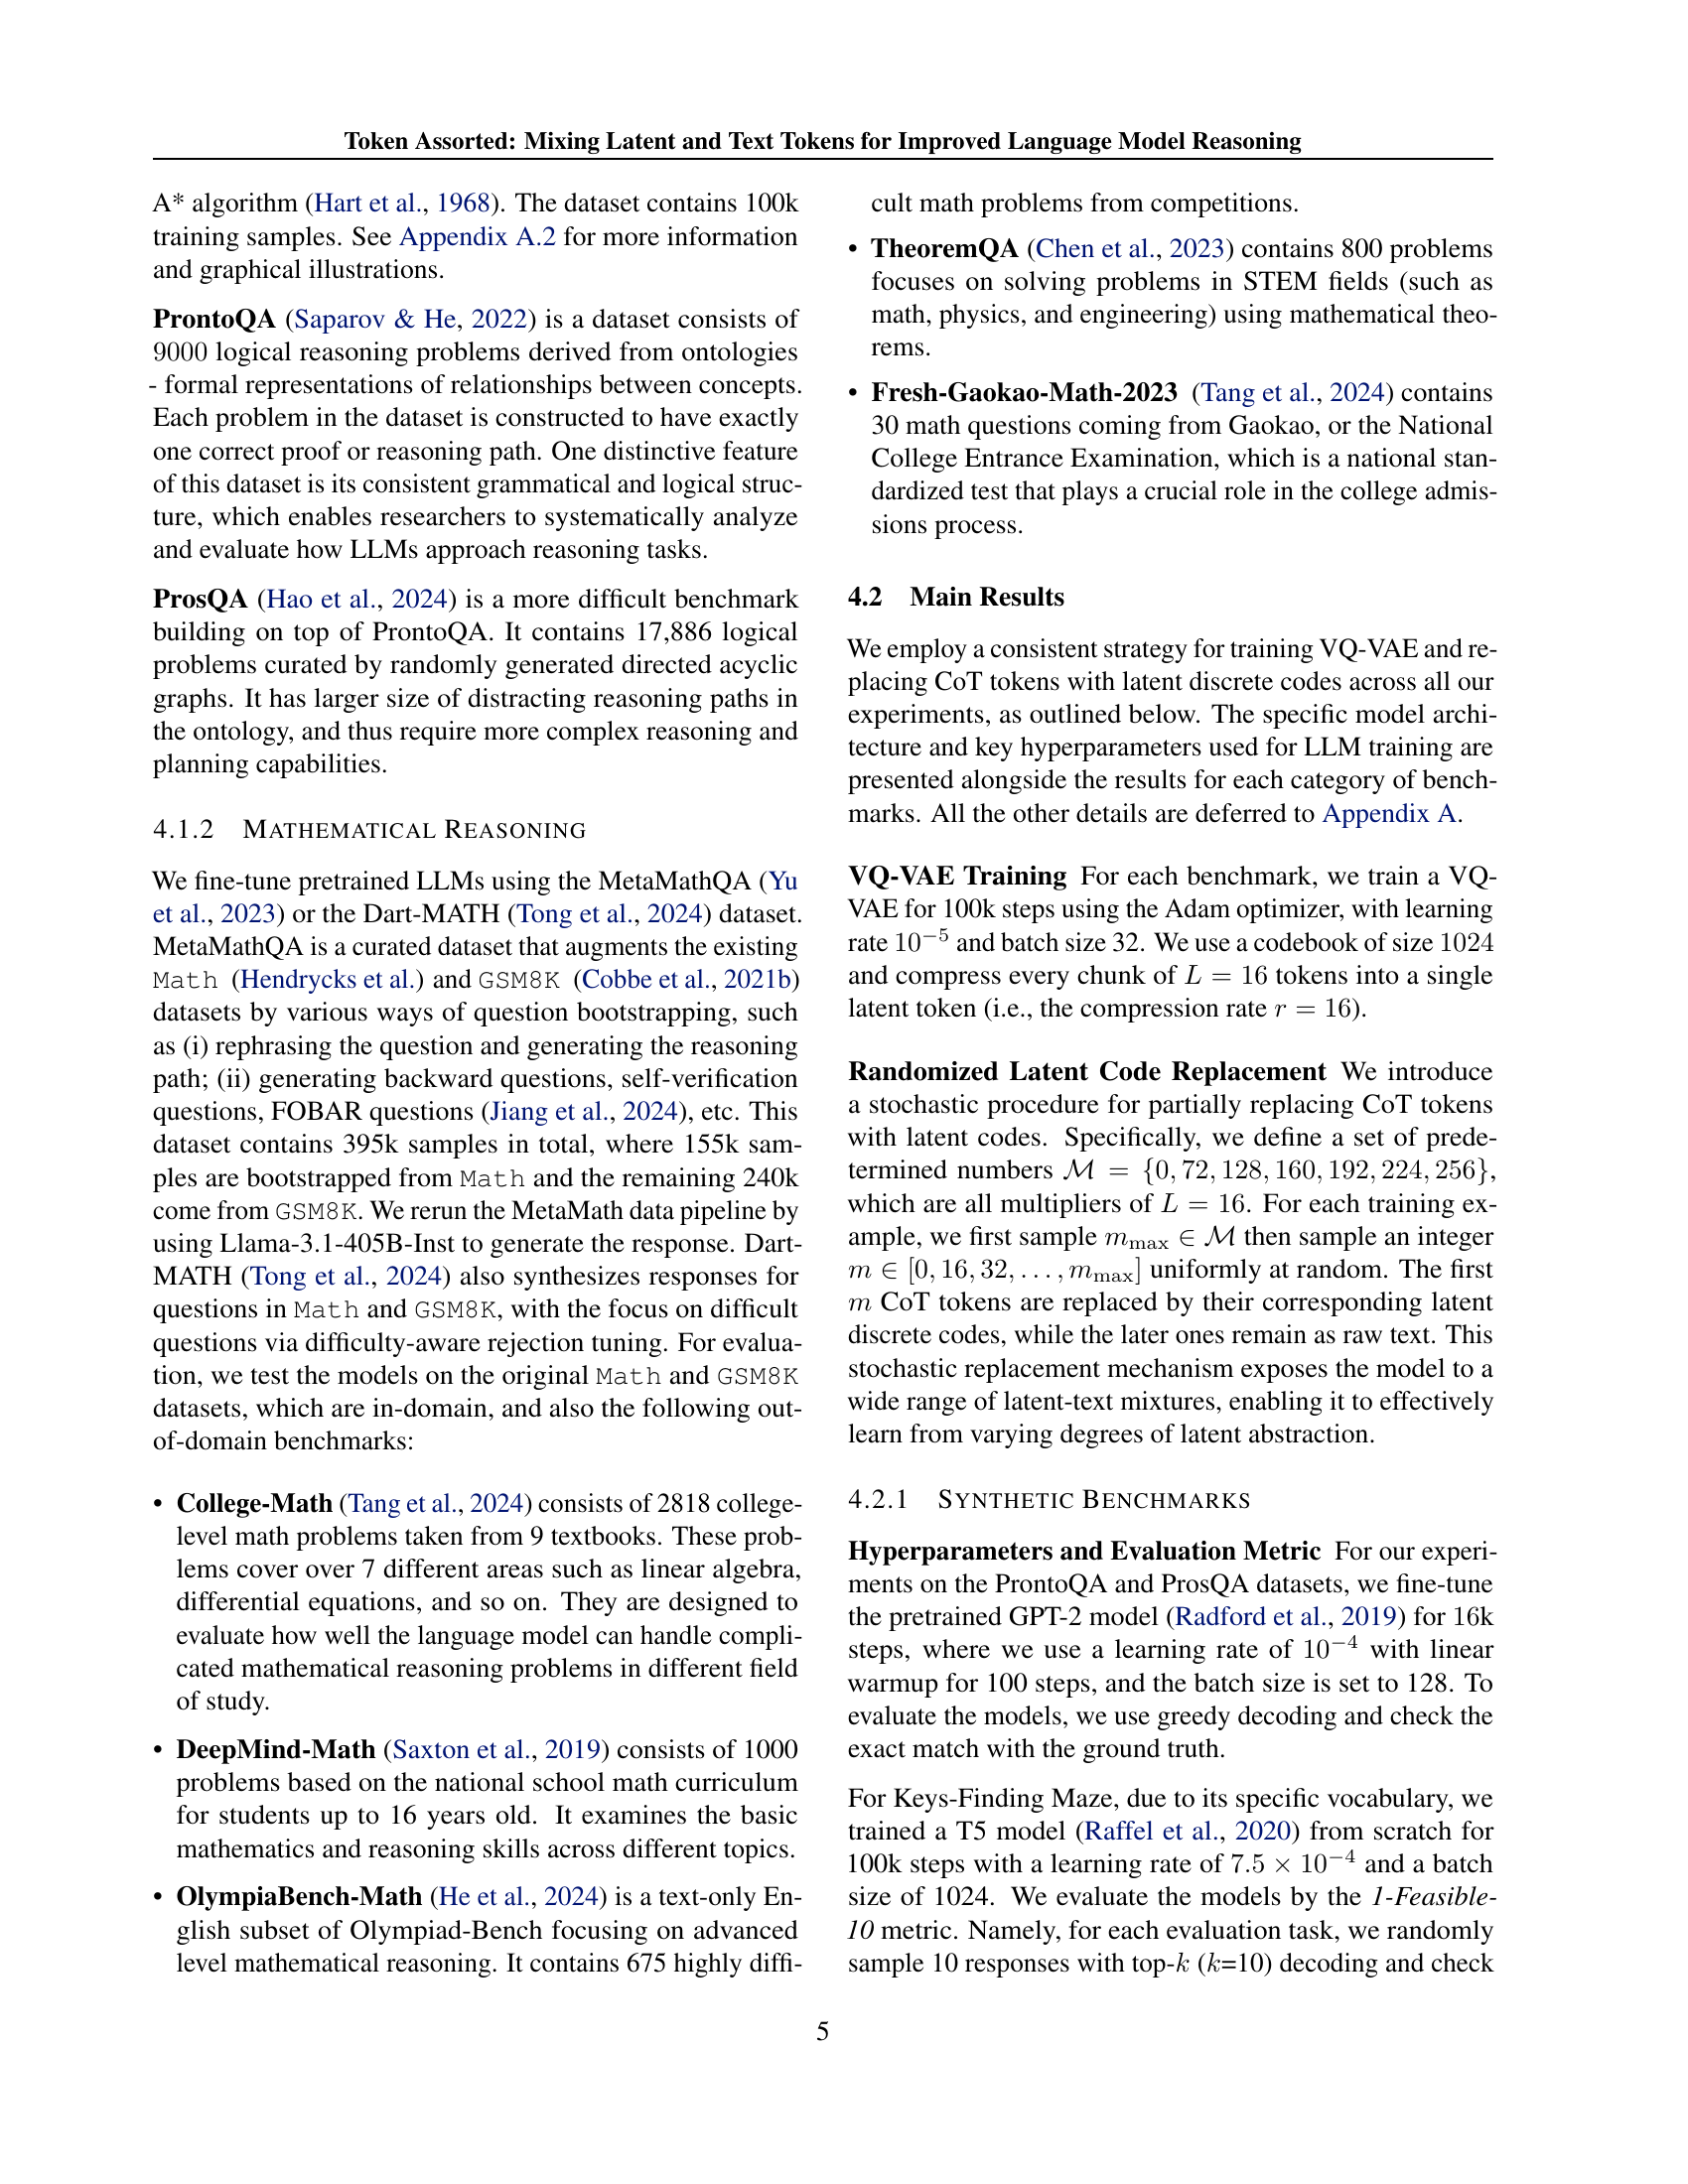 Token Assorted: Mixing Latent and Text Tokens for Improved Language Model Reasoning
A* algorithm (Hart et al., 1968). The dataset contains 100k
training samples. See Appendix A.2 for more information
and graphical illustrations.
ProntoQA (Saparov & He, 2022) is a dataset consists of
9000 logical reasoning problems derived from ontologies
- formal representations of relationships between concepts.
Each problem in the dataset is constructed to have exactly
one correct proof or reasoning path. One distinctive feature
of this dataset is its consistent grammatical and logical struc-
ture, which enables researchers to systematically analyze
and evaluate how LLMs approach reasoning tasks.
ProsQA (Hao et al., 2024) is a more difficult benchmark
building on top of ProntoQA. It contains 17,886 logical
problems curated by randomly generated directed acyclic
graphs. It has larger size of distracting reasoning paths in
the ontology, and thus require more complex reasoning and
planning capabilities.
4.1.2 MATHEMATICAL REASONING
We fine-tune pretrained LLMs using the MetaMathQA (Yu
et al., 2023) or the Dart-MATH (Tong et al., 2024) dataset.
MetaMathQA is a curated dataset that augments the existing
Math (Hendrycks et al.) and GSM8K (Cobbe et al., 2021b)
datasets by various ways of question bootstrapping, such
as (i) rephrasing the question and generating the reasoning
path; (ii) generating backward questions, self-verification
questions, FOBAR questions (Jiang et al., 2024), etc. This
dataset contains 395k samples in total, where 155k sam-
ples are bootstrapped from Math and the remaining 240k
come from GSM8K. We rerun the MetaMath data pipeline by
using Llama-3.1-405B-Inst to generate the response. Dart-
MATH (Tong et al., 2024) also synthesizes responses for
questions in Math and GSM8K, with the focus on difficult
questions via difficulty-aware rejection tuning. For evalua-
tion, we test the models on the original Math and GSM8K
datasets, which are in-domain, and also the following out-
of-domain benchmarks:
• College-Math (Tang et al., 2024) consists of 2818 college-
level math problems taken from 9 textbooks. These prob-
lems cover over 7 different areas such as linear algebra,
differential equations, and so on. They are designed to
evaluate how well the language model can handle compli-
cated mathematical reasoning problems in different field
of study.
• DeepMind-Math (Saxton et al., 2019) consists of 1000
problems based on the national school math curriculum
for students up to 16 years old. It examines the basic
mathematics and reasoning skills across different topics.
• OlympiaBench-Math (He et al., 2024) is a text-only En-
glish subset of Olympiad-Bench focusing on advanced
level mathematical reasoning. It contains 675 highly diffi-
cult math problems from competitions.
• TheoremQA (Chen et al., 2023) contains 800 problems
focuses on solving problems in STEM fields (such as
math, physics, and engineering) using mathematical theo-
rems.
• Fresh-Gaokao-Math-2023 (Tang et al., 2024) contains
30 math questions coming from Gaokao, or the National
College Entrance Examination, which is a national stan-
dardized test that plays a crucial role in the college admis-
sions process.
4.2 Main Results
We employ a consistent strategy for training VQ-VAE and re-
placing CoT tokens with latent discrete codes across all our
experiments, as outlined below. The specific model archi-
tecture and key hyperparameters used for LLM training are
presented alongside the results for each category of bench-
marks. All the other details are deferred to Appendix A.
VQ-VAE Training For each benchmark, we train a VQ-
VAE for 100k steps using the Adam optimizer, with learning
rate 10⁻⁵ and batch size 32. We use a codebook of size 1024
and compress every chunk of L = 16 tokens into a single
latent token (i.e., the compression rate r = 16).
Randomized Latent Code Replacement We introduce
a stochastic procedure for partially replacing CoT tokens
with latent codes. Specifically, we define a set of prede-
termined numbers ℳ = {0, 72, 128, 160, 192, 224, 256},
which are all multipliers of L = 16. For each training ex-
ample, we first sample m_max ∈ ℳ then sample an integer
m ∈ [0, 16, 32, . . . , m_max] uniformly at random. The first
m CoT tokens are replaced by their corresponding latent
discrete codes, while the later ones remain as raw text. This
stochastic replacement mechanism exposes the model to a
wide range of latent-text mixtures, enabling it to effectively
learn from varying degrees of latent abstraction.
4.2.1 SYNTHETIC BENCHMARKS
Hyperparameters and Evaluation Metric For our experi-
ments on the ProntoQA and ProsQA datasets, we fine-tune
the pretrained GPT-2 model (Radford et al., 2019) for 16k
steps, where we use a learning rate of 10⁻⁴ with linear
warmup for 100 steps, and the batch size is set to 128. To
evaluate the models, we use greedy decoding and check the
exact match with the ground truth.
For Keys-Finding Maze, due to its specific vocabulary, we
trained a T5 model (Raffel et al., 2020) from scratch for
100k steps with a learning rate of 7.5 × 10⁻⁴ and a batch
size of 1024. We evaluate the models by the 1-Feasible-
10 metric. Namely, for each evaluation task, we randomly
sample 10 responses with top-k (k=10) decoding and check
5